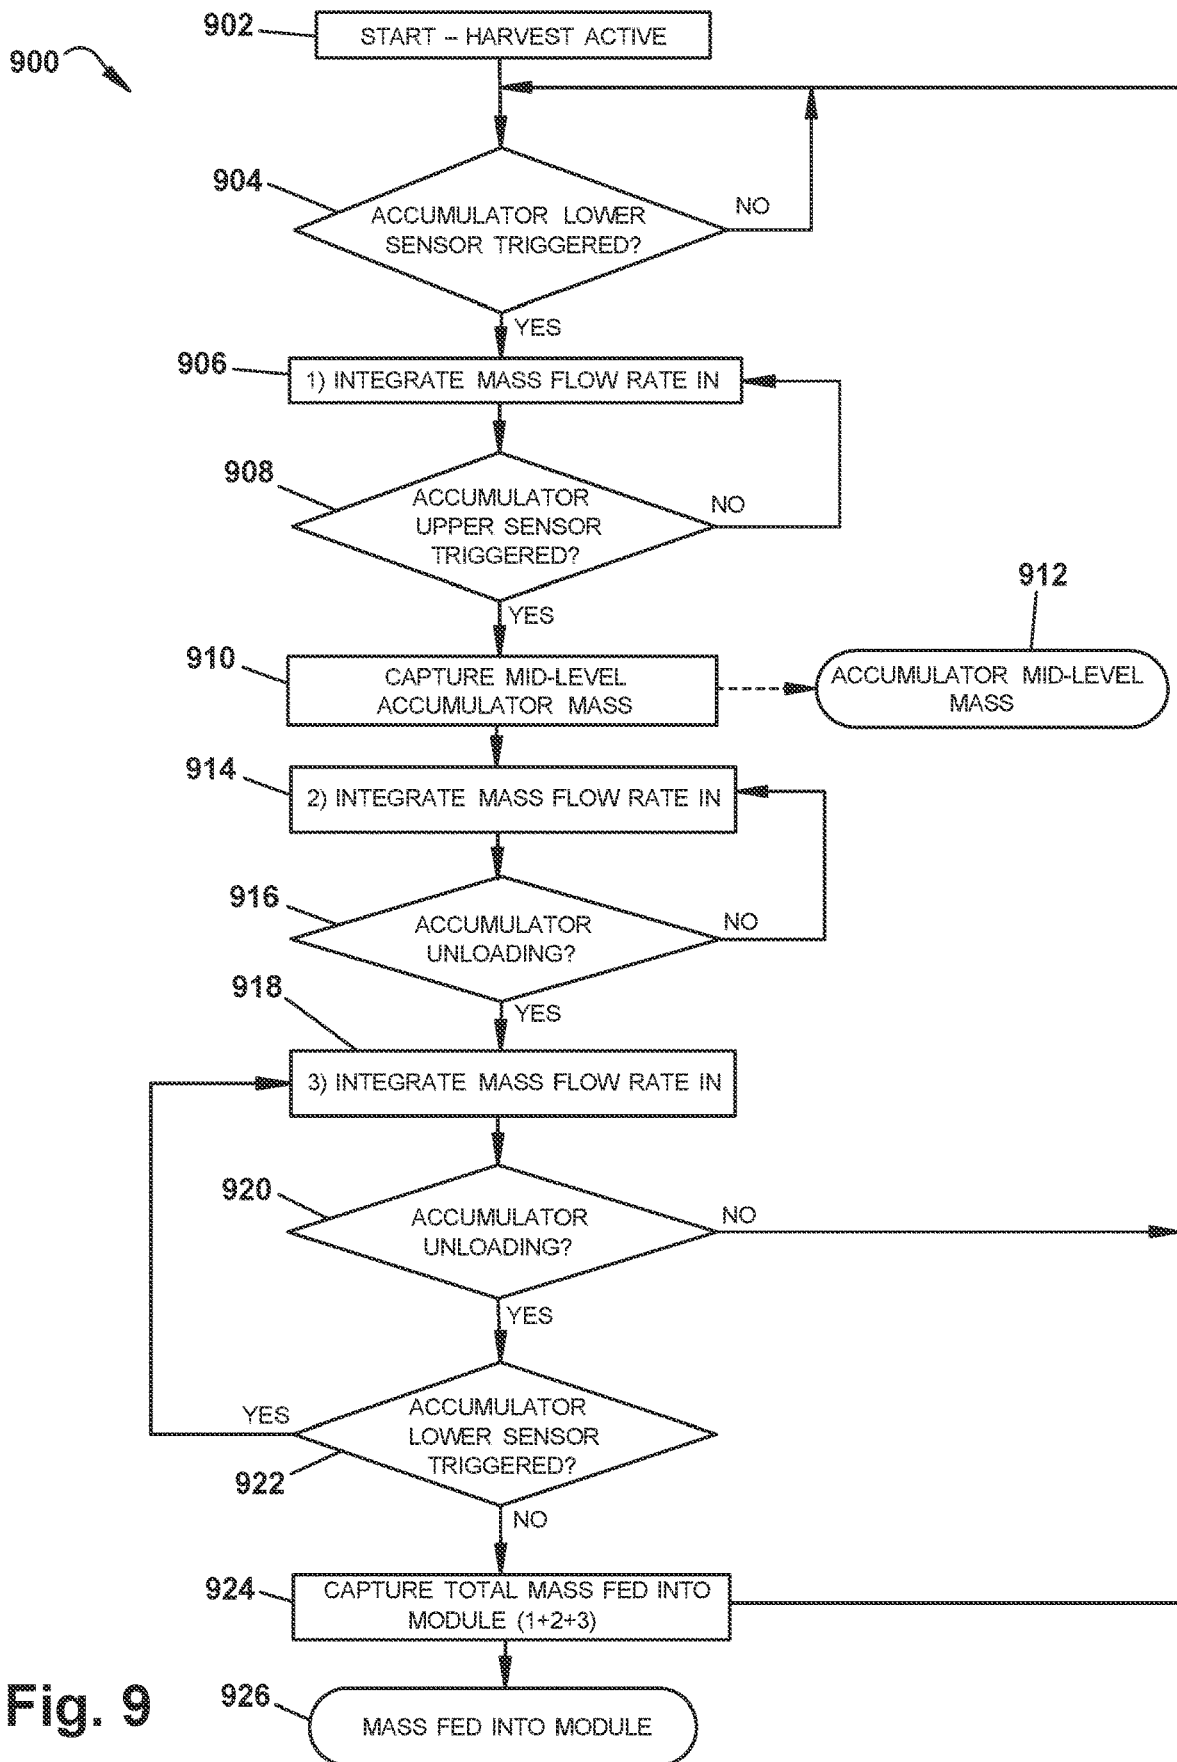 902
START – HARVEST ACTIVE
900
904
ACCUMULATOR LOWER
SENSOR TRIGGERED?
NO
YES
906
1) INTEGRATE MASS FLOW RATE IN
908
ACCUMULATOR
UPPER SENSOR
TRIGGERED?
NO
YES
912
910
CAPTURE MID-LEVEL
ACCUMULATOR MASS
ACCUMULATOR MID-LEVEL
MASS
914
2) INTEGRATE MASS FLOW RATE IN
916
ACCUMULATOR
UNLOADING?
NO
YES
918
3) INTEGRATE MASS FLOW RATE IN
920
ACCUMULATOR
UNLOADING?
NO
YES
YES
ACCUMULATOR
LOWER SENSOR
TRIGGERED?
922
NO
924
CAPTURE TOTAL MASS FED INTO
MODULE (1+2+3)
926
MASS FED INTO MODULE
Fig. 9